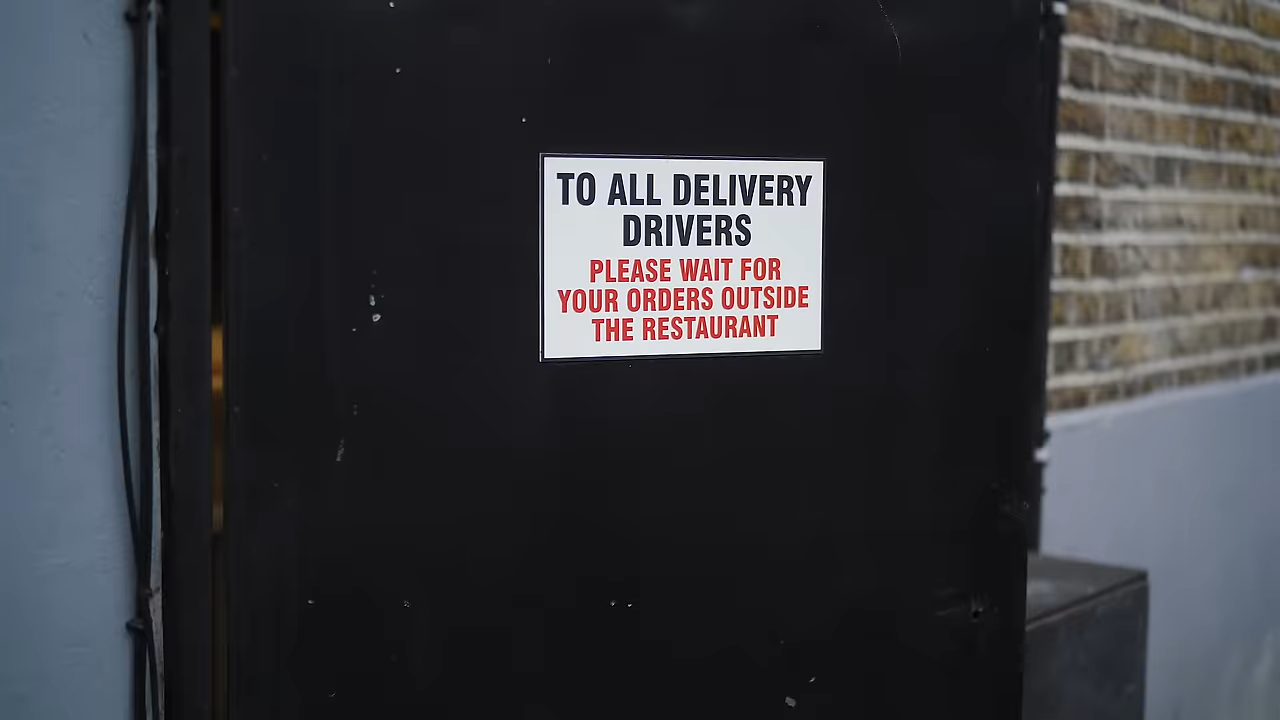 TO ALL DELIVERY
DRIVERS
PLEASE WAIT FOR
YOUR ORDERS OUTSIDE
THE RESTAURANT